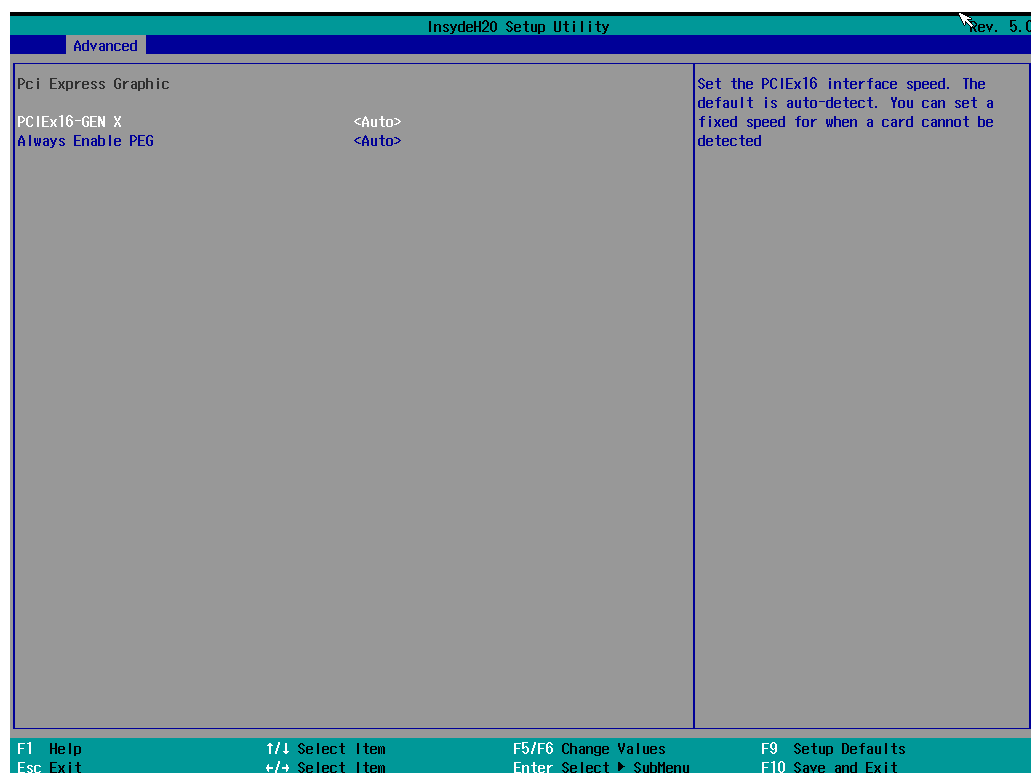 InsydeH20 Setup Utility Rev. 5.0
Advanced
Pci Express Graphic
PCIEx16-GEN X <Auto>
Always Enable PEG <Auto>
Set the PCIEx16 interface speed. The
default is auto-detect. You can set a
fixed speed for when a card cannot be
detected
F1 Help ↑/↓ Select Item F5/F6 Change Values F9 Setup Defaults
Esc Exit ←/→ Select Item Enter Select ▶ SubMenu F10 Save and Exit